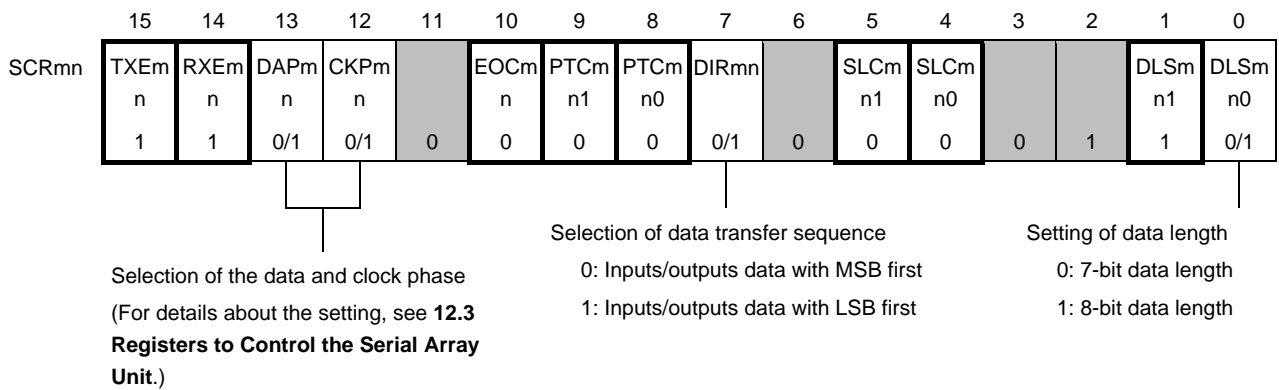 15 14 13 12 11 10 9 8 7 6 5 4 3 2 1 0
SCRmn TXEm RXEm DAPm CKPm EOCm PTCm PTCm DIRmn SLCm SLCm DLSm DLSm
n n n n n n1 n0 n1 n0 n1 n0
1 1 0/1 0/1 0 0 0 0 0/1 0 0 0 0 1 1 0/1
Selection of data transfer sequence
0: Inputs/outputs data with MSB first
1: Inputs/outputs data with LSB first
Setting of data length
0: 7-bit data length
1: 8-bit data length
Selection of the data and clock phase
(For details about the setting, see 12.3
Registers to Control the Serial Array
Unit.)